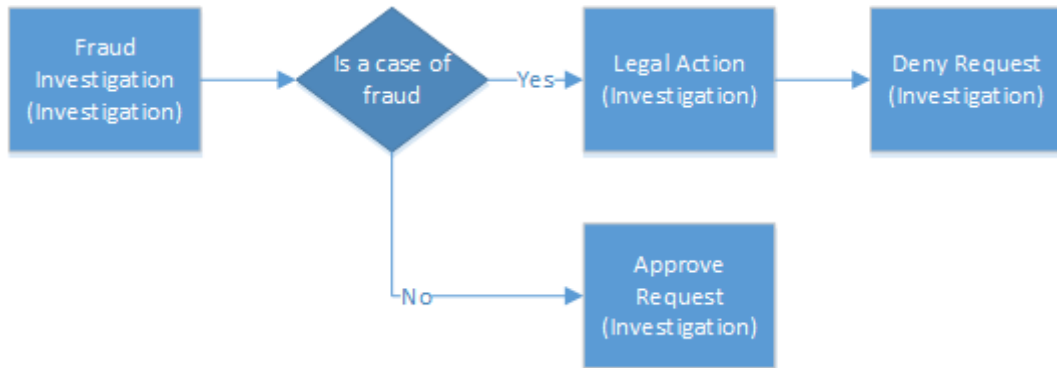 Fraud
Investigation
(Investigation)
Is a case of
fraud
Yes
Legal Action
(Investigation)
Deny Request
(Investigation)
No
Approve
Request
(Investigation)